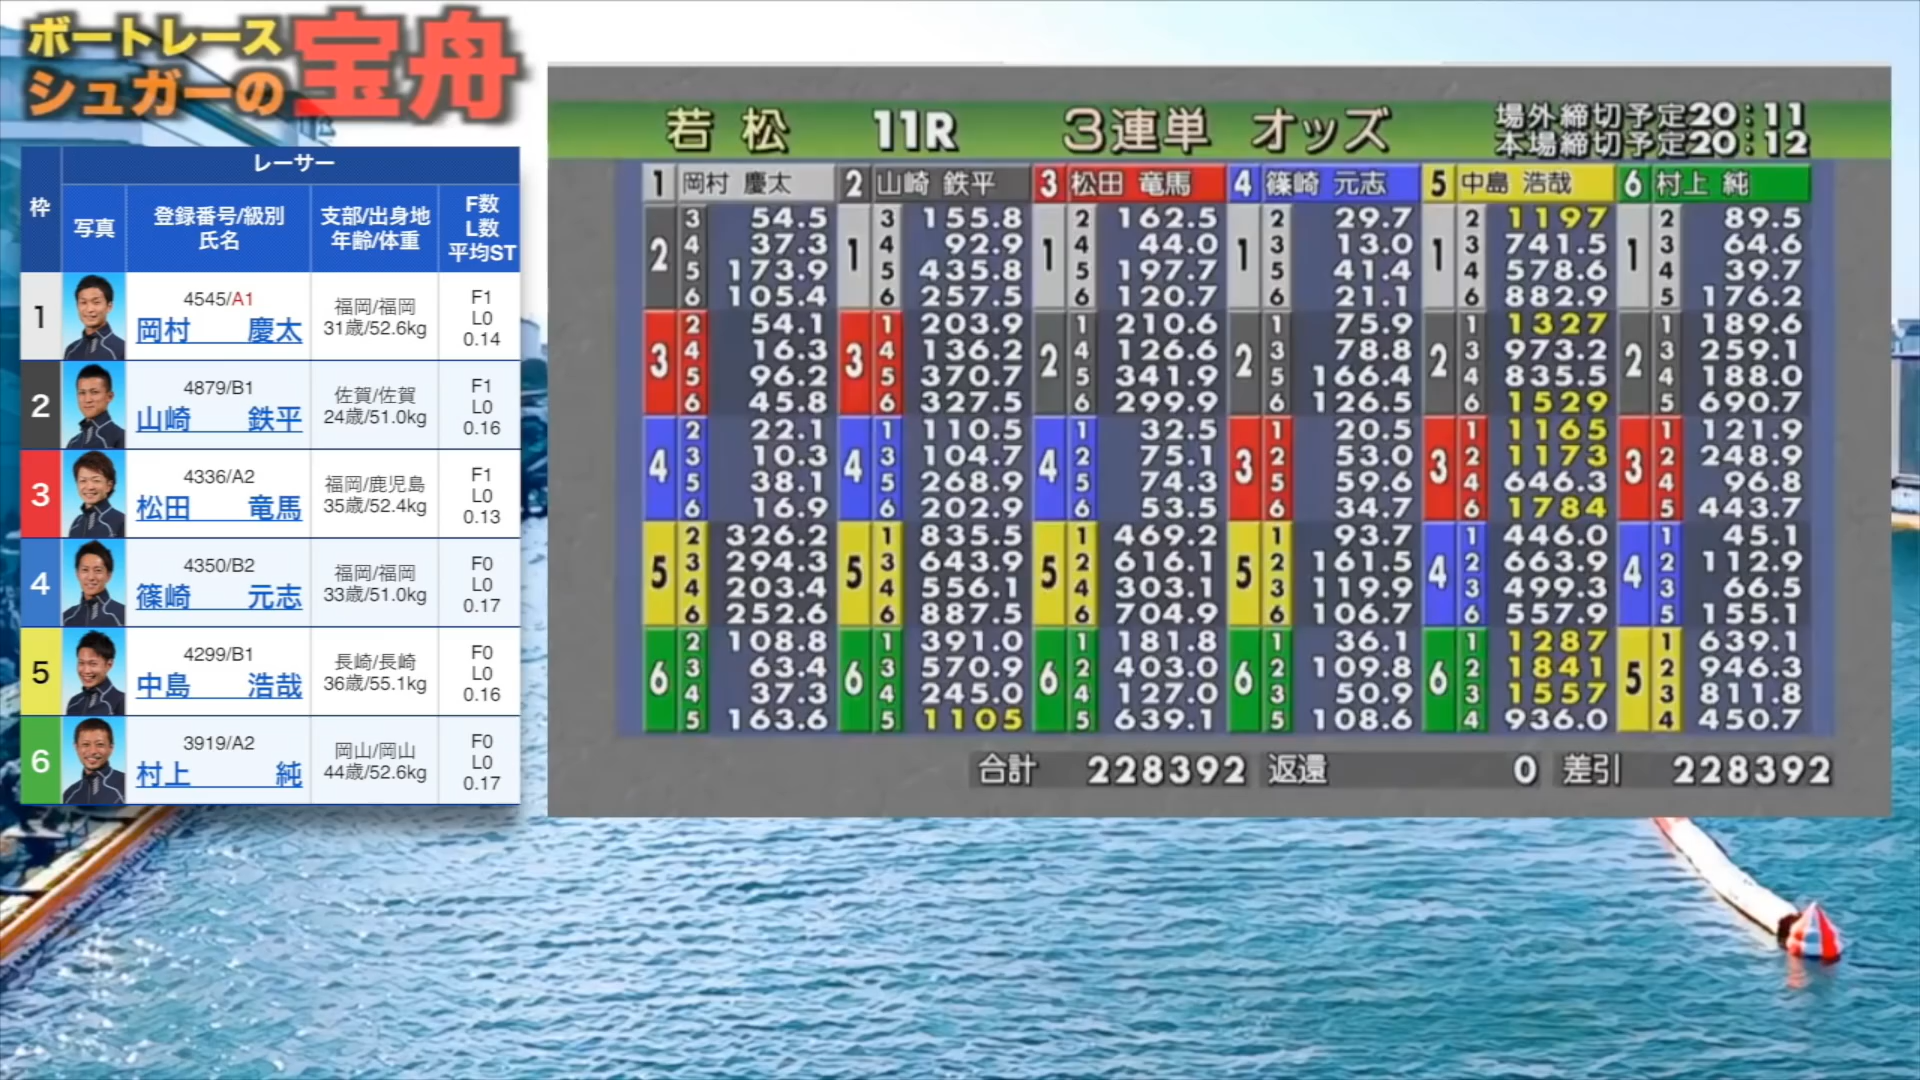 ボートレース
シュガーの宝舟
枠 レーサー
写真 登録番号/級別 氏名 支部/出身地 年齢/体重 F数 L数 平均ST
1 4545/A1 岡村 慶太 福岡/福岡 31歳/52.6kg F1 L0 0.14
2 4879/B1 山崎 鉄平 佐賀/佐賀 24歳/51.0kg F1 L0 0.16
3 4336/A2 松田 竜馬 福岡/鹿児島 35歳/52.4kg F1 L0 0.13
4 4350/B2 篠崎 元志 福岡/福岡 33歳/51.0kg F0 L0 0.17
5 4299/B1 中島 浩哉 長崎/長崎 36歳/55.1kg F0 L0 0.16
6 3919/A2 村上 純 岡山/岡山 44歳/52.6kg F0 L0 0.17
若松 11R 3連単 オッズ 場外締切予定20:11
本場締切予定20:12
1 岡村 慶太 2 山崎 鉄平 3 松田 竜馬 4 篠崎 元志 5 中島 浩哉 6 村上 純
2 3 54.5 1 3 155.8 1 2 162.5 1 2 29.7 1 2 1197 1 2 89.5
4 37.3 4 92.9 4 44.0 3 13.0 3 741.5 3 64.6
5 173.9 5 435.8 5 197.7 5 41.4 4 578.6 4 39.7
6 105.4 6 257.5 6 120.7 6 21.1 6 882.9 5 176.2
3 2 54.1 3 1 203.9 2 1 210.6 2 1 75.9 2 1 1327 2 1 189.6
4 16.3 4 136.2 4 126.6 3 78.8 3 973.2 3 259.1
5 96.2 5 370.7 5 341.9 5 166.4 4 835.5 4 188.0
6 45.8 6 327.5 6 299.9 6 126.5 6 1529 5 690.7
4 2 22.1 4 1 110.5 4 1 32.5 3 1 20.5 3 1 1165 3 1 121.9
3 10.3 3 104.7 2 75.1 2 53.0 2 1173 2 248.9
5 38.1 5 268.9 5 74.3 5 59.6 4 646.3 4 96.8
6 16.9 6 202.9 6 53.5 6 34.7 6 1784 5 443.7
5 2 326.2 5 1 835.5 5 1 469.2 5 1 93.7 4 1 446.0 4 1 45.1
3 294.3 3 643.9 2 616.1 2 161.5 2 663.9 2 112.9
4 203.4 4 556.1 4 303.1 3 119.9 3 499.3 3 66.5
6 252.6 6 887.5 6 704.9 6 106.7 6 557.9 5 155.1
6 2 108.8 6 1 391.0 6 1 181.8 6 1 36.1 6 1 1287 5 1 639.1
3 63.4 3 570.9 2 403.0 2 109.8 2 1841 2 946.3
4 37.3 4 245.0 4 127.0 3 50.9 3 1557 3 811.8
5 163.6 5 1105 5 639.1 5 108.6 4 936.0 4 450.7
合計 228392 返還 0 差引 228392